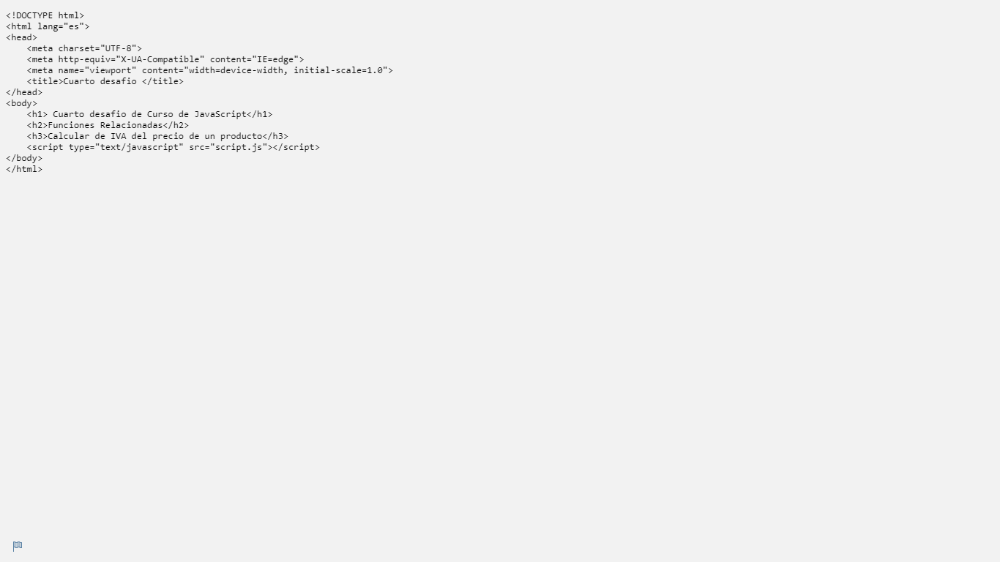 <!DOCTYPE html>
<html lang="es">
<head>
    <meta charset="UTF-8">
    <meta http-equiv="X-UA-Compatible" content="IE=edge">
    <meta name="viewport" content="width=device-width, initial-scale=1.0">
    <title>Cuarto desafio </title>
</head>
<body>
    <h1> Cuarto desafio de Curso de JavaScript</h1>
    <h2>Funciones Relacionadas</h2>
    <h3>Calcular de IVA del precio de un producto</h3>
    <script type="text/javascript" src="script.js"></script>
</body>
</html>